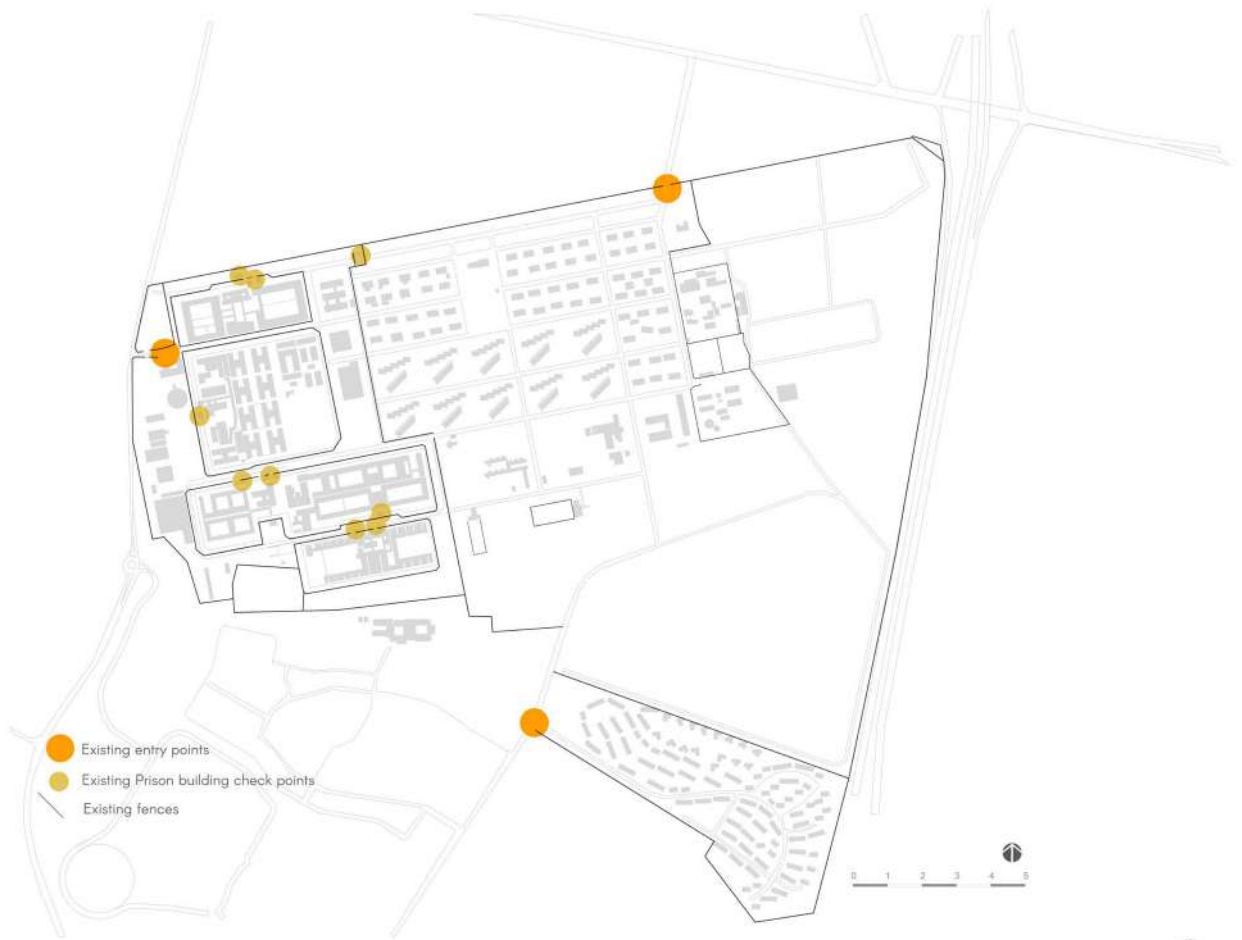 Existing entry points
Existing Prison building check points
Existing fences
0 1 2 3 4 5